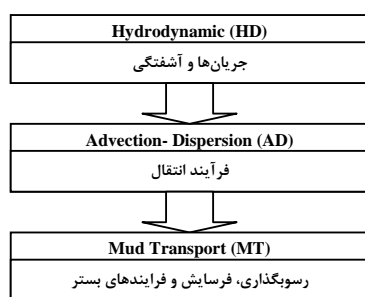 Hydrodynamic (HD)
جریان‌ها و آشفتگی
Advection- Dispersion (AD)
فرآیند انتقال
Mud Transport (MT)
رسوبگذاری، فرسایش و فرایندهای بستر